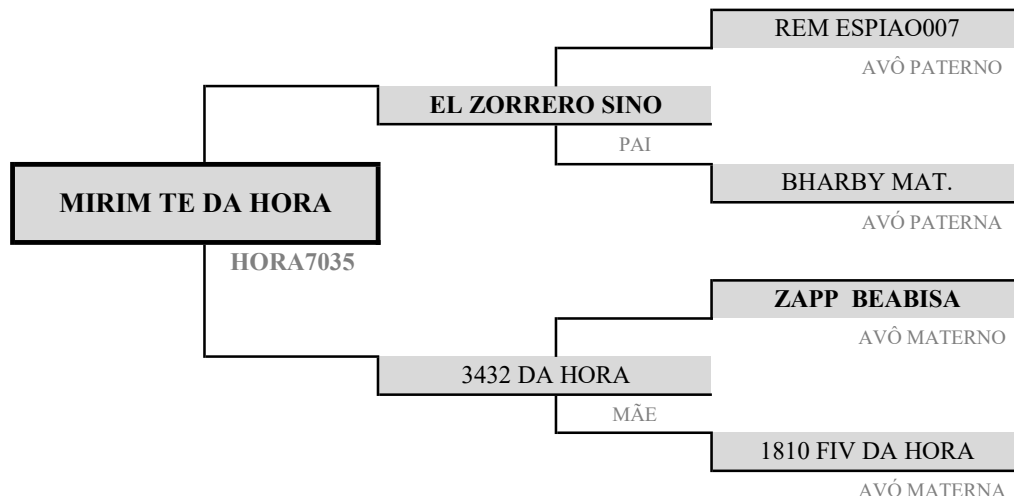 REM ESPIAO007
AVÔ PATERNO
EL ZORRERO SINO
PAI
BHARBY MAT.
AVÓ PATERNA
MIRIM TE DA HORA
HORA7035
ZAPP BEABISA
AVÔ MATERNO
3432 DA HORA
MÃE
1810 FIV DA HORA
AVÓ MATERNA